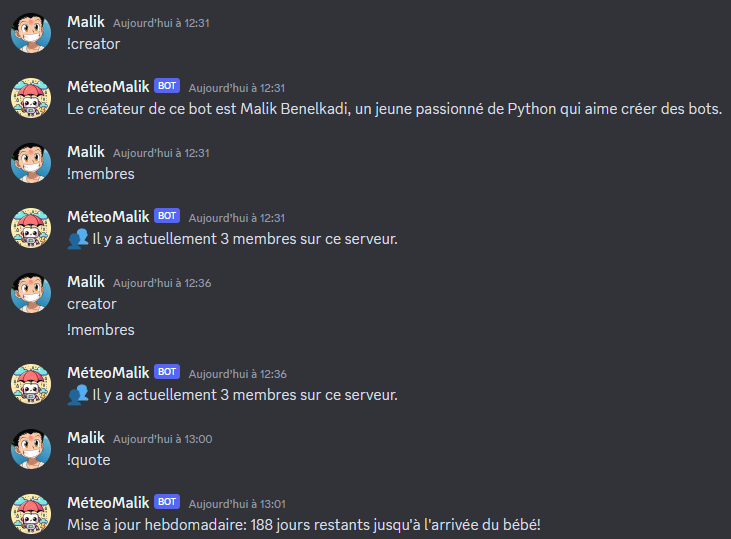 Malik Aujourd'hui à 12:31
!creator
MéteoMalik BOT Aujourd'hui à 12:31
Le créateur de ce bot est Malik Benelkadi, un jeune passionné de Python qui aime créer des bots.
Malik Aujourd'hui à 12:31
!membres
MéteoMalik BOT Aujourd'hui à 12:31
👥 Il y a actuellement 3 membres sur ce serveur.
Malik Aujourd'hui à 12:36
creator
!membres
MéteoMalik BOT Aujourd'hui à 12:36
👥 Il y a actuellement 3 membres sur ce serveur.
Malik Aujourd'hui à 13:00
!quote
MéteoMalik BOT Aujourd'hui à 13:01
Mise à jour hebdomadaire: 188 jours restants jusqu'à l'arrivée du bébé!